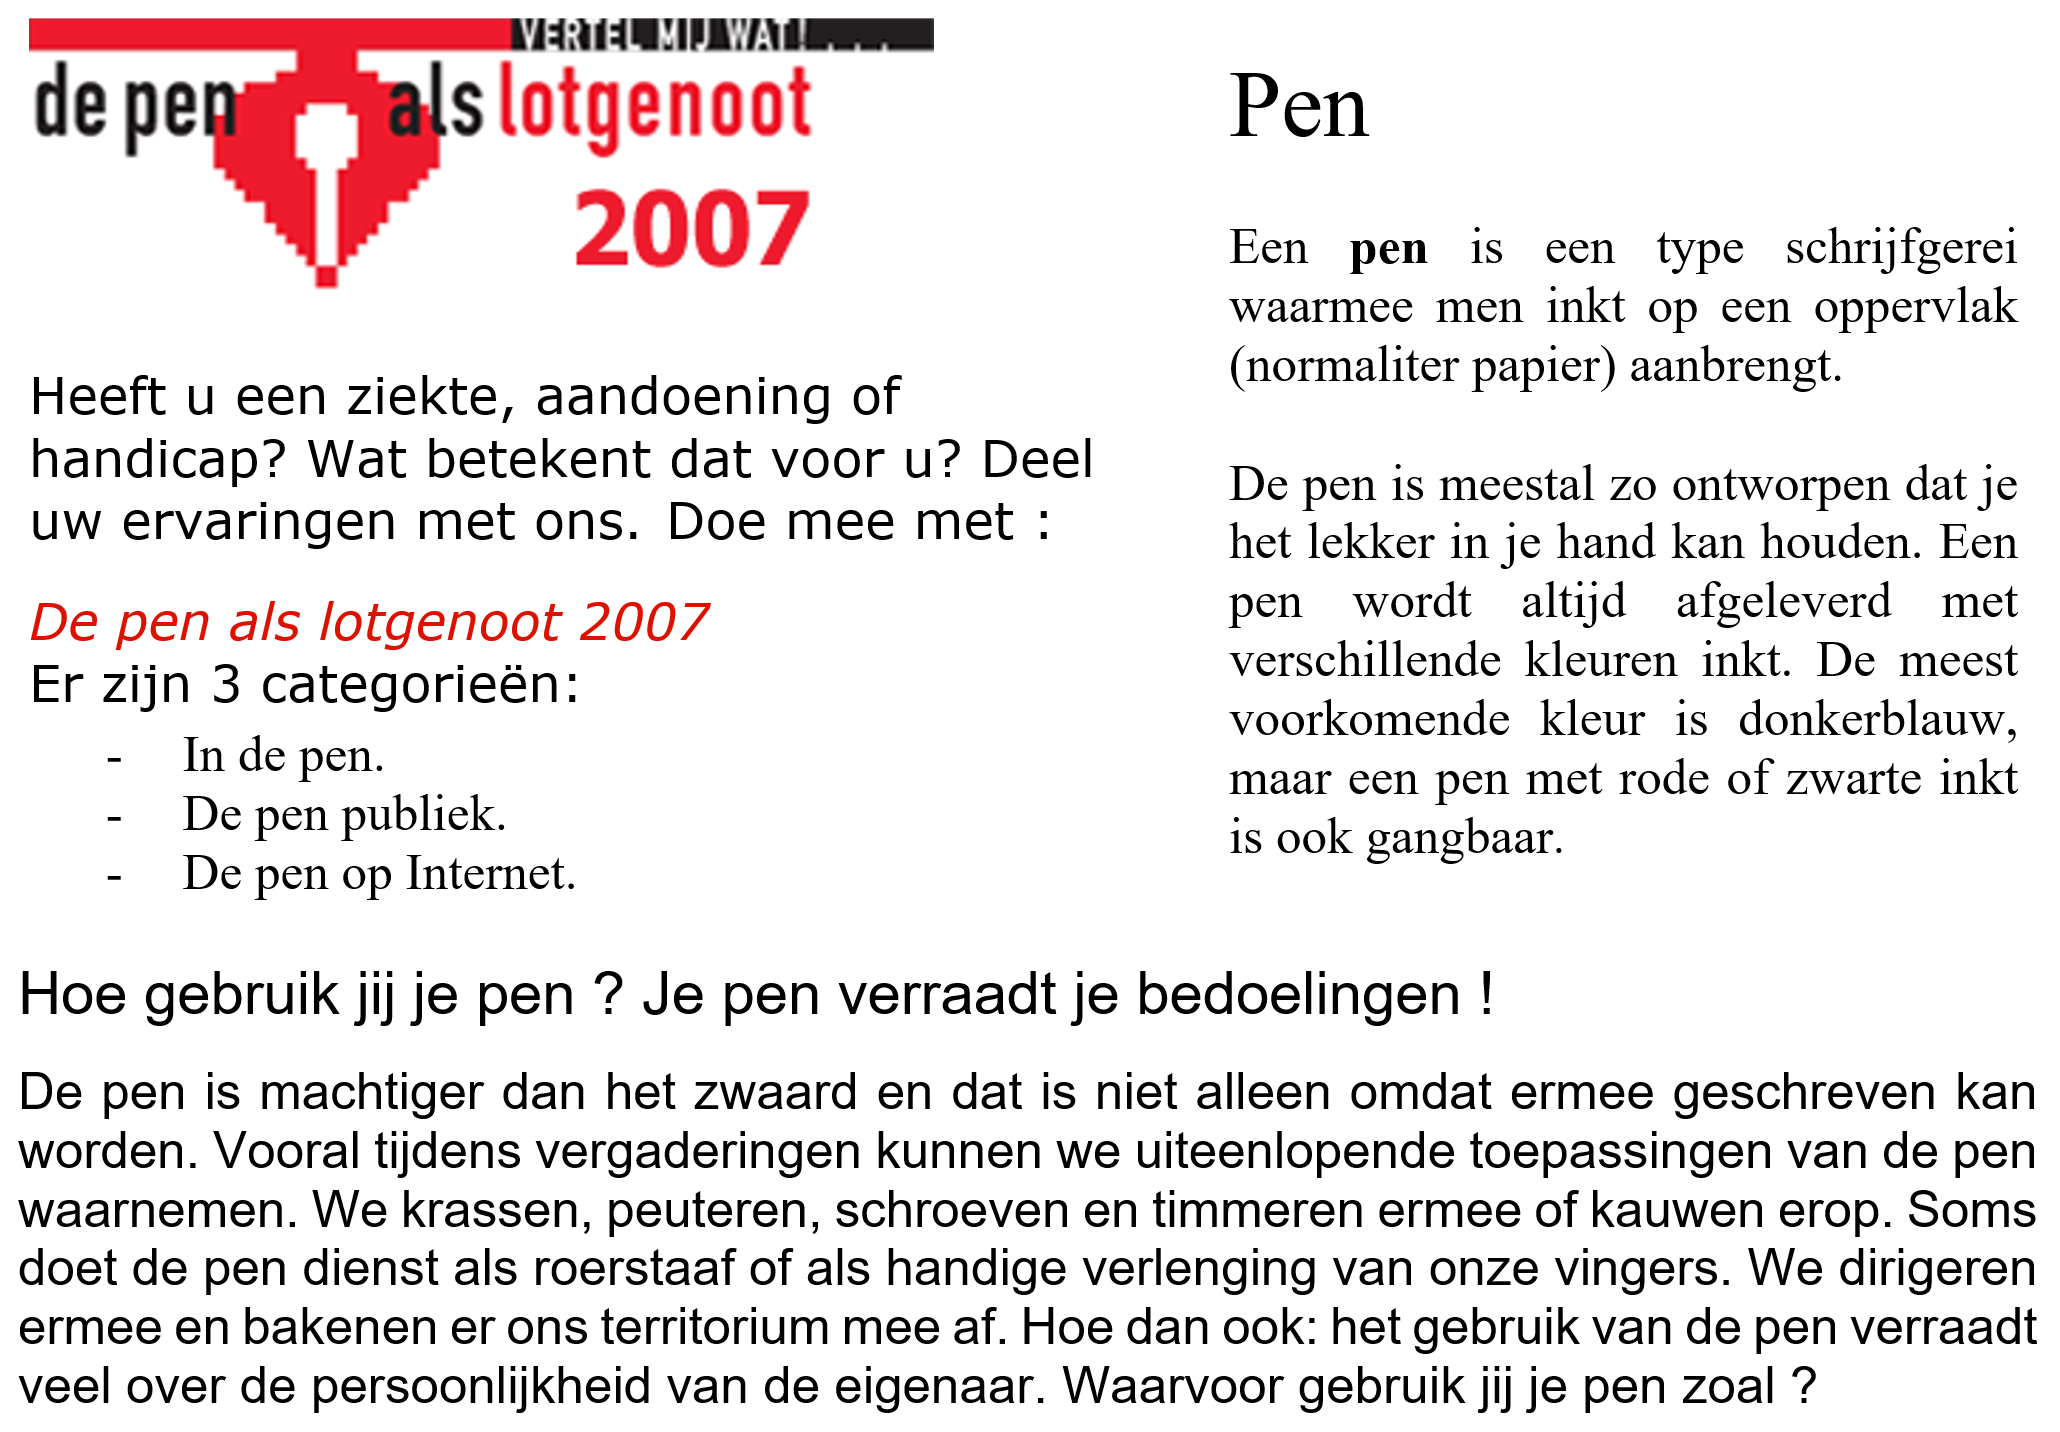 VERTEL MIJ WAT!...
de pen als lotgenoot
2007
Heeft u een ziekte, aandoening of
handicap? Wat betekent dat voor u? Deel
uw ervaringen met ons. Doe mee met :
De pen als lotgenoot 2007
Er zijn 3 categorieën:
- In de pen.
- De pen publiek.
- De pen op Internet.
Pen
Een pen is een type schrijfgerei
waarmee men inkt op een oppervlak
(normaliter papier) aanbrengt.
De pen is meestal zo ontworpen dat je
het lekker in je hand kan houden. Een
pen wordt altijd afgeleverd met
verschillende kleuren inkt. De meest
voorkomende kleur is donkerblauw,
maar een pen met rode of zwarte inkt
is ook gangbaar.
Hoe gebruik jij je pen ? Je pen verraadt je bedoelingen !
De pen is machtiger dan het zwaard en dat is niet alleen omdat ermee geschreven kan
worden. Vooral tijdens vergaderingen kunnen we uiteenlopende toepassingen van de pen
waarnemen. We krassen, peuteren, schroeven en timmeren ermee of kauwen erop. Soms
doet de pen dienst als roerstaaf of als handige verlenging van onze vingers. We dirigeren
ermee en bakenen er ons territorium mee af. Hoe dan ook: het gebruik van de pen verraadt
veel over de persoonlijkheid van de eigenaar. Waarvoor gebruik jij je pen zoal ?